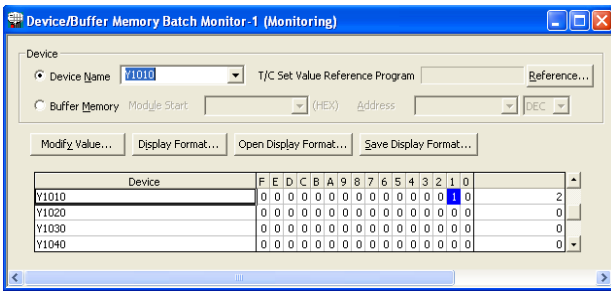 Device/Buffer Memory Batch Monitor-1 (Monitoring)
Device
Device Name Y1010 T/C Set Value Reference Program Reference...
Buffer Memory Module Start (HEX) Address DEC
Modify Value... Display Format... Open Display Format... Save Display Format...
Device F E D C B A 9 8 7 6 5 4 3 2 1 0
Y1010 0 0 0 0 0 0 0 0 0 0 0 0 0 0 1 0 2
Y1020 0 0 0 0 0 0 0 0 0 0 0 0 0 0 0 0 0
Y1030 0 0 0 0 0 0 0 0 0 0 0 0 0 0 0 0 0
Y1040 0 0 0 0 0 0 0 0 0 0 0 0 0 0 0 0 0